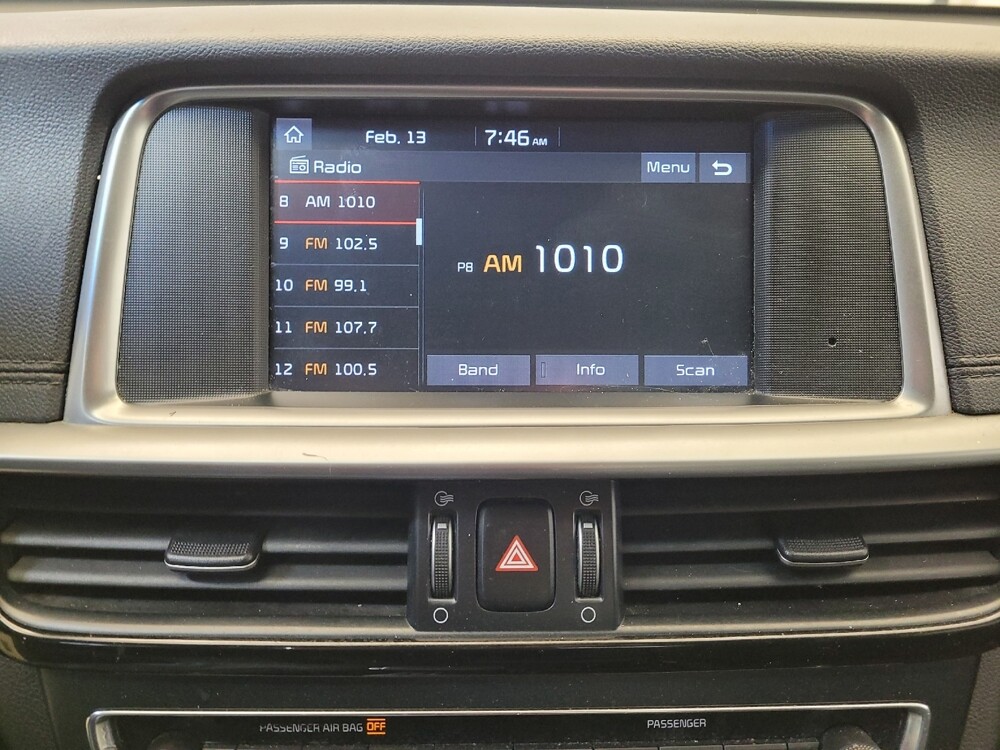 Feb. 13 7:46 AM
Radio Menu
8 AM 1010
9 FM 102.5
10 FM 99.1
11 FM 107.7
12 FM 100.5
P8 AM 1010
Band Info Scan
PASSENGER AIR BAG OFF PASSENGER